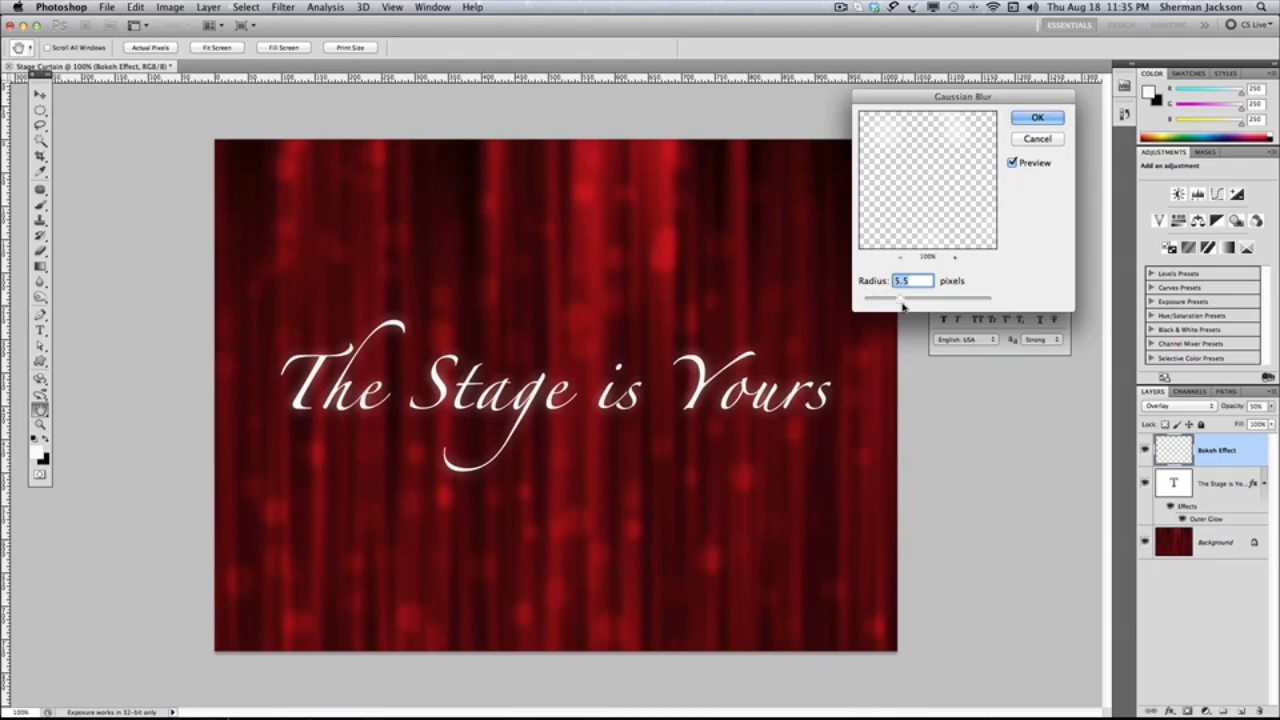 Photoshop File Edit Image Layer Select Filter Analysis 3D View Window Help Thu Aug 18 11:35 PM Sherman Jackson
Ps ESSENTIALS DESIGN PAINTING >> CS Live
Scroll All Windows Actual Pixels Fit Screen Fill Screen Print Size
Stage Curtain @ 100% (Bokeh Effect, RGB/8) *
Gaussian Blur
OK
Cancel
Preview
− 100% +
Radius: 5.5 pixels
English: USA aa Strong
The Stage is Yours
COLOR SWATCHES STYLES
R 250
G 250
B 250
ADJUSTMENTS MASKS
Add an adjustment
Levels Presets
Curves Presets
Exposure Presets
Hue/Saturation Presets
Black & White Presets
Channel Mixer Presets
Selective Color Presets
LAYERS CHANNELS PATHS
Overlay Opacity: 50%
Lock: Fill: 100%
Bokeh Effect
T The Stage is Yo... fx
Effects
Outer Glow
Background
100% Exposure works in 32-bit only